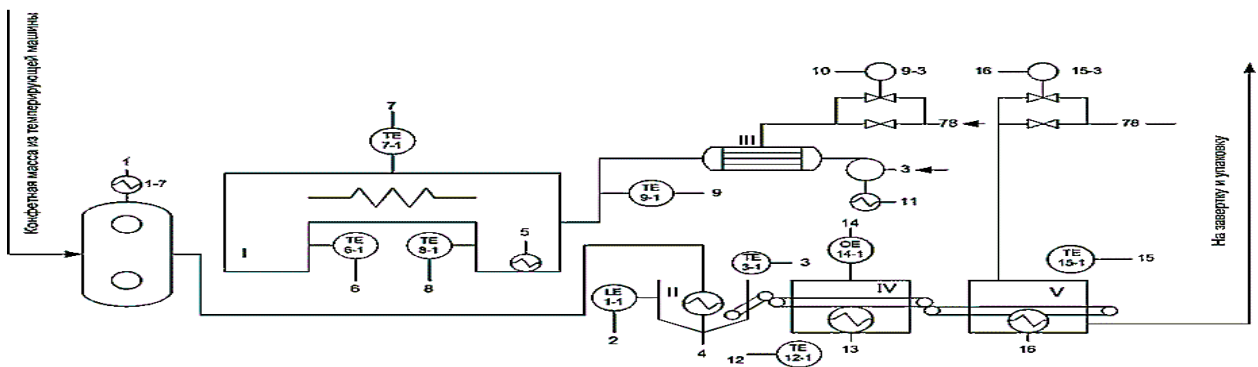 Конфетная масса из темперирующей машины
1
1-7
7
TE
7-1
I
TE
6-1
6
TE
8-1
8
5
III
TE
9-1
9
10
9-3
78
3
11
16
15-3
78
LE
1-1
2
II
4
TE
3-1
3
14
OE
14-1
IV
13
12
TE
12-1
TE
15-1
15
V
16
На завертку и упаковку